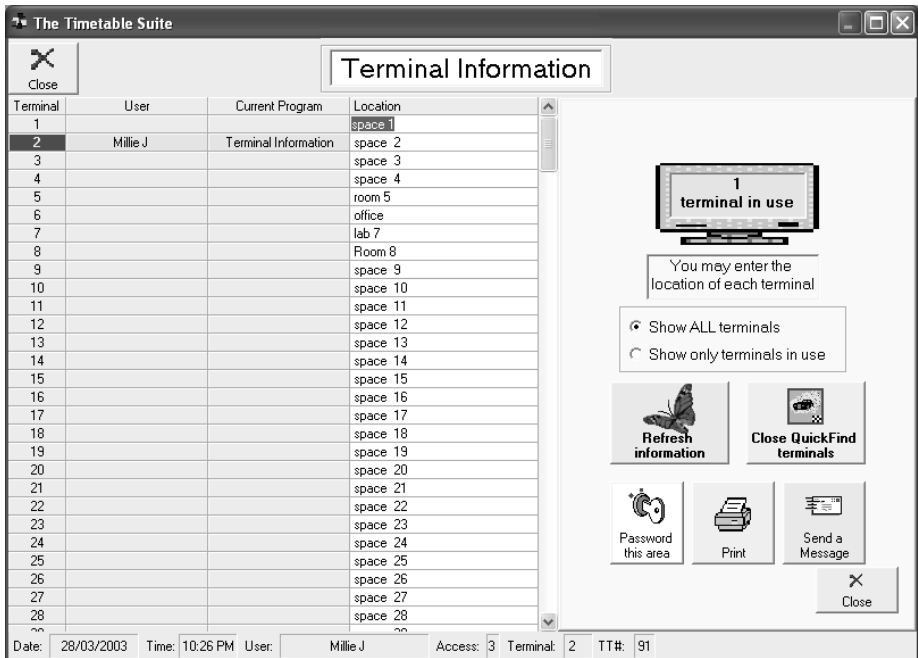 The Timetable Suite
Close
Terminal Information
Terminal User Current Program Location
1 space 1
2 Millie J Terminal Information space 2
3 space 3
4 space 4
5 room 5
6 office
7 lab 7
8 Room 8
9 space 9
10 space 10
11 space 11
12 space 12
13 space 13
14 space 14
15 space 15
16 space 16
17 space 17
18 space 18
19 space 19
20 space 20
21 space 21
22 space 22
23 space 23
24 space 24
25 space 25
26 space 26
27 space 27
28 space 28
1
terminal in use
You may enter the
location of each terminal
Show ALL terminals
Show only terminals in use
Refresh
information
Close QuickFind
terminals
Password
this area
Print
Send a
Message
Close
Date: 28/03/2003 Time: 10:26 PM User: Millie J Access: 3 Terminal: 2 TT#: 91